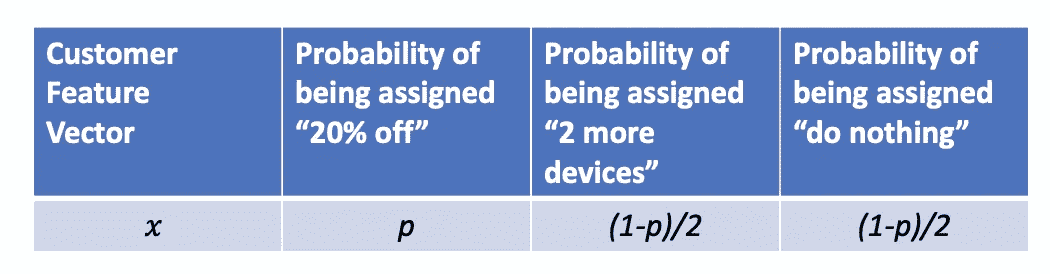 Customer
Feature
Vector
Probability of
being assigned
“20% off”
Probability of
being assigned
“2 more
devices”
Probability of
being assigned
“do nothing”
x
p
(1-p)/2
(1-p)/2